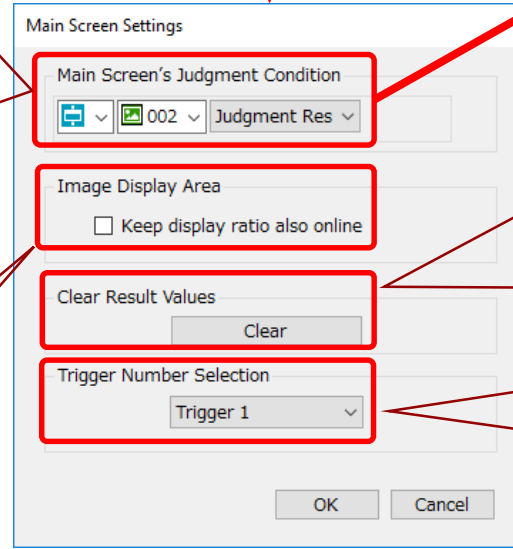 Main Screen Settings
Main Screen's Judgment Condition
002 Judgment Res
Image Display Area
Keep display ratio also online
Clear Result Values
Clear
Trigger Number Selection
Trigger 1
OK Cancel